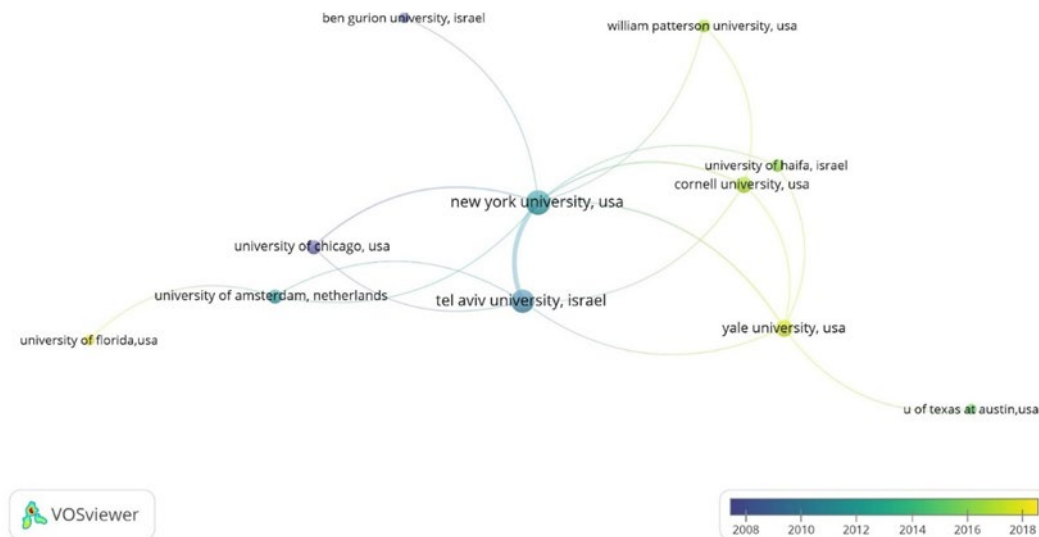 ben gurion university, israel
william patterson university, usa
university of haifa, israel
cornell university, usa
new york university, usa
university of chicago, usa
university of amsterdam, netherlands
tel aviv university, israel
yale university, usa
university of florida,usa
u of texas at austin,usa
VOSviewer
2008 2010 2012 2014 2016 2018